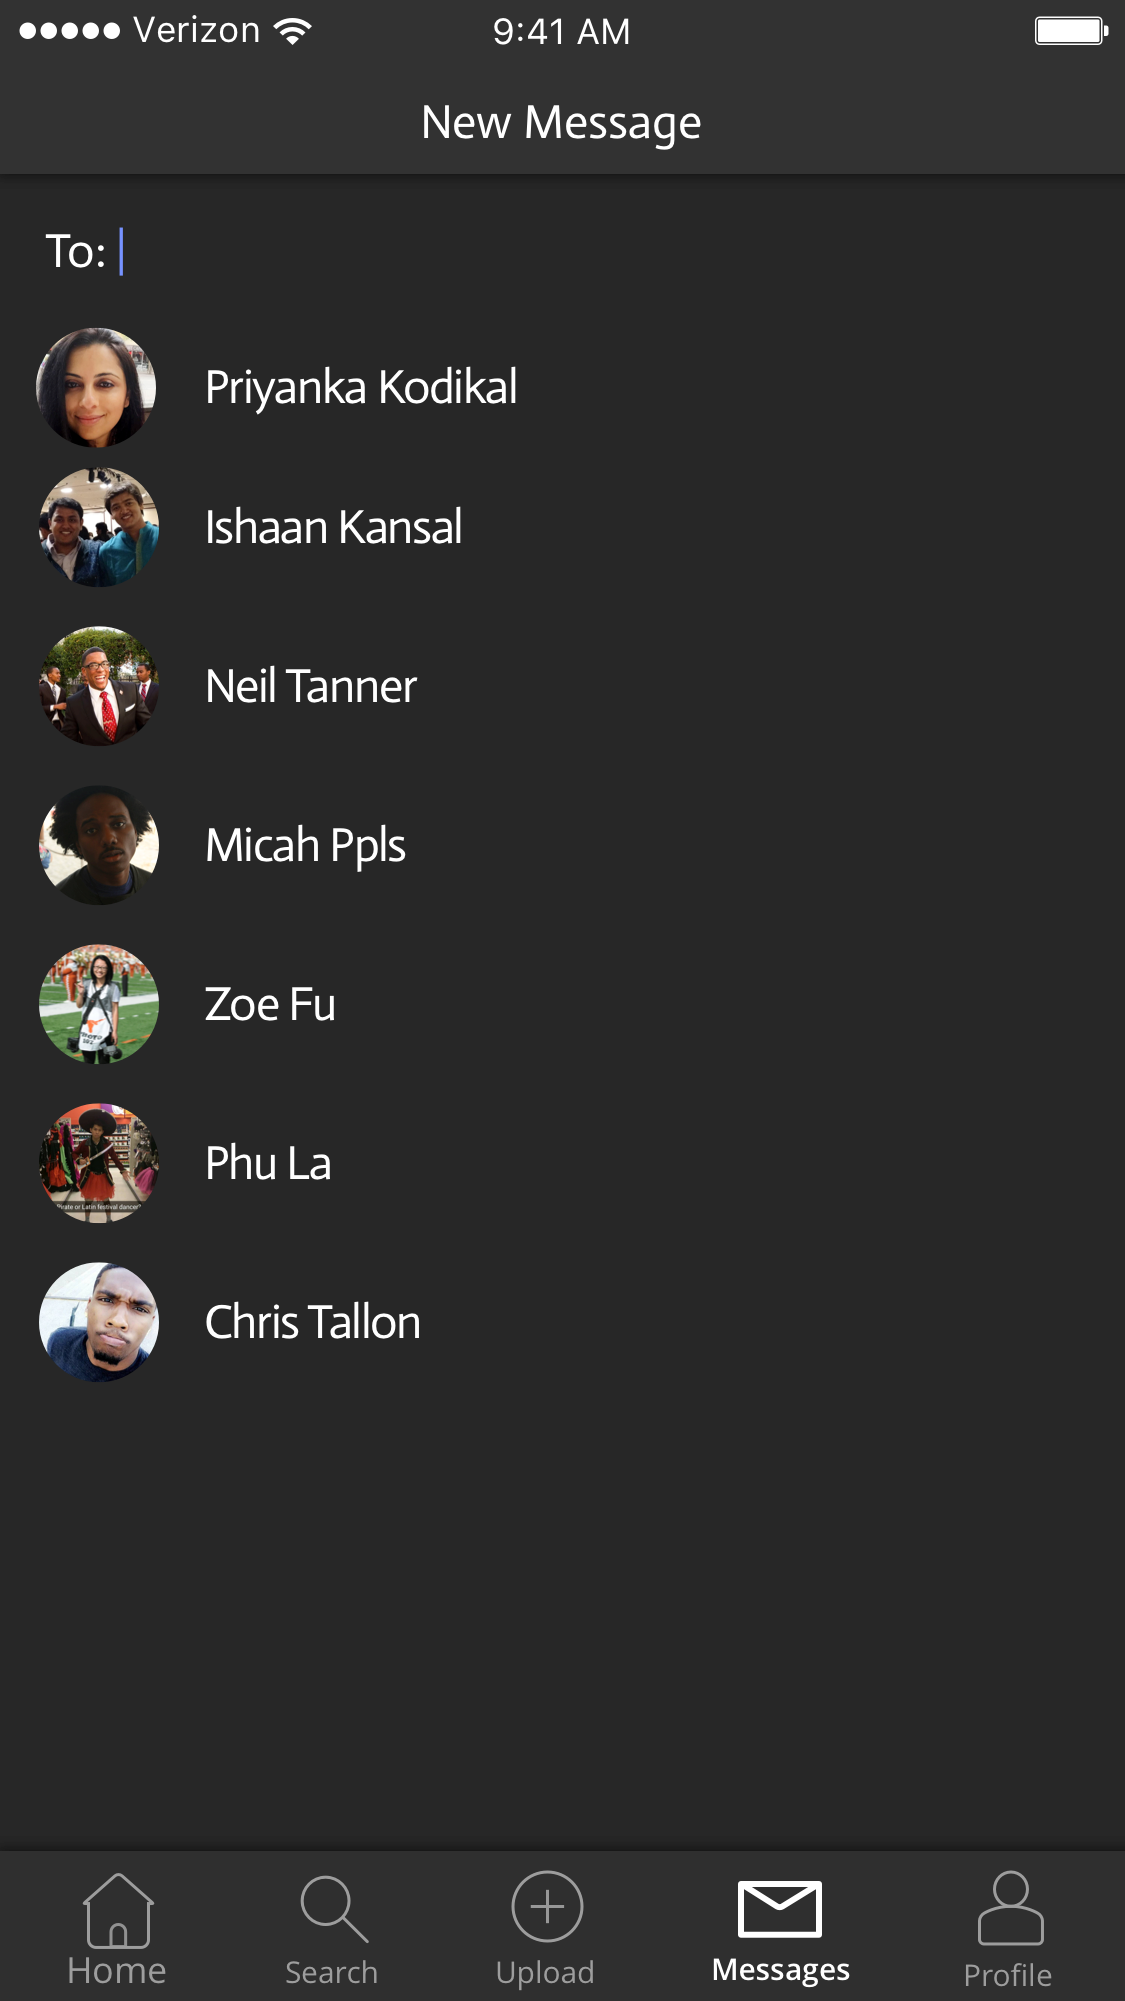 Verizon 9:41 AM
New Message
To:
Priyanka Kodikal
Ishaan Kansal
Neil Tanner
Micah Ppls
Zoe Fu
Phu La
Chris Tallon
Home Search Upload Messages Profile